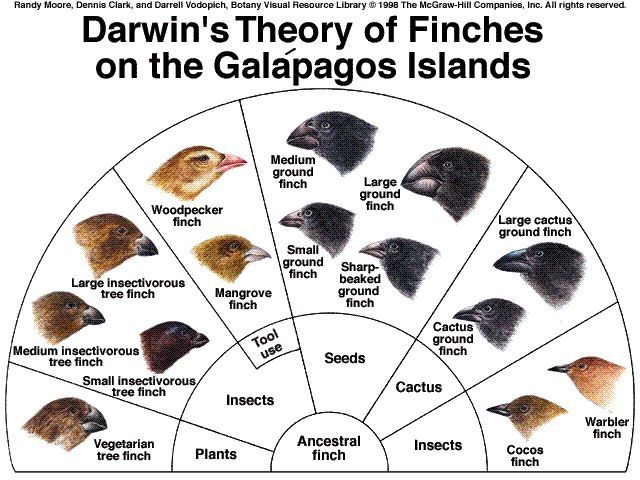 Randy Moore, Dennis Clark, and Darrell Vodopich, Botany Visual Resource Library © 1998 The McGraw-Hill Companies, Inc. All rights reserved.
Darwin's Theory of Finches
on the Galápagos Islands
Medium
ground
finch
Large
ground
finch
Woodpecker
finch
Small
ground
finch
Sharp-
beaked
ground
finch
Mangrove
finch
Large cactus
ground finch
Cactus
ground
finch
Large insectivorous
tree finch
Medium insectivorous
tree finch
Small insectivorous
tree finch
Vegetarian
tree finch
Warbler
finch
Cocos
finch
Tool
use
Seeds
Insects
Cactus
Plants
Ancestral
finch
Insects